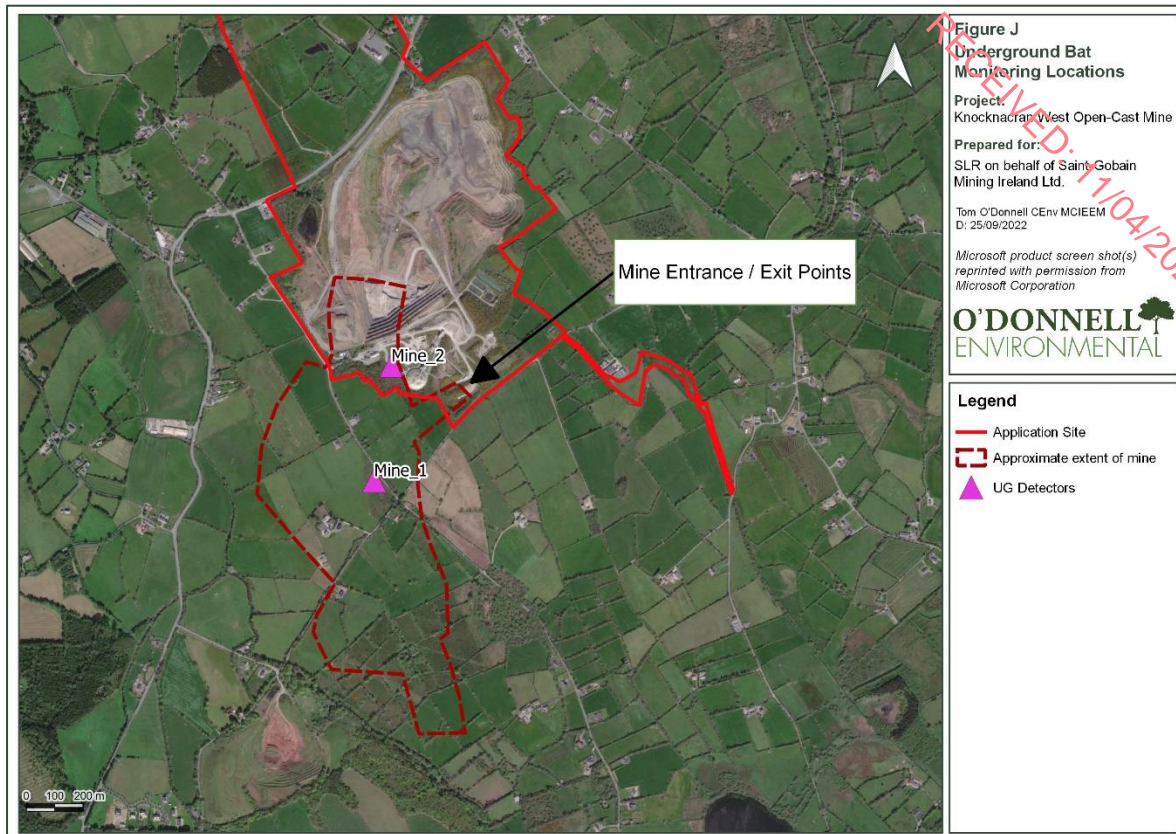 Figure J
Underground Bat
Monitoring Locations
Project:
Knocknacran West Open-Cast Mine
Prepared for:
SLR on behalf of Saint-Gobain
Mining Ireland Ltd.
Tom O'Donnell CEnv MCIEEM
D: 25/09/2022
Microsoft product screen shot(s)
reprinted with permission from
Microsoft Corporation
O'DONNELL
ENVIRONMENTAL
RECEIVED: 11/04/202
Mine Entrance / Exit Points
Mine_2
Mine_1
Legend
Application Site
Approximate extent of mine
UG Detectors
0 100 200 m